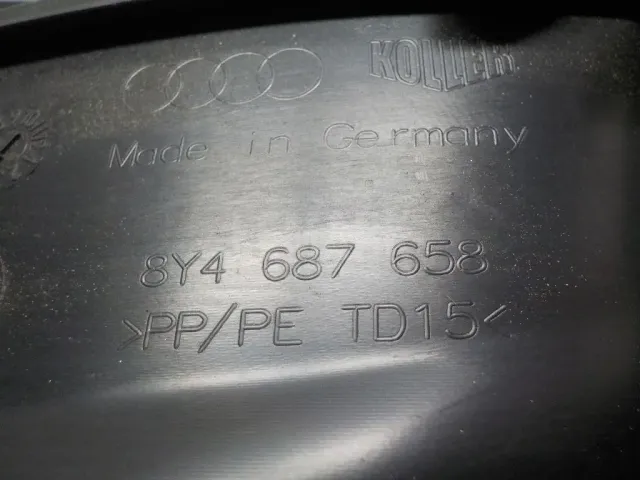 KOLLER
Made in Germany
8Y4 687 658
>PP/PE TD15<